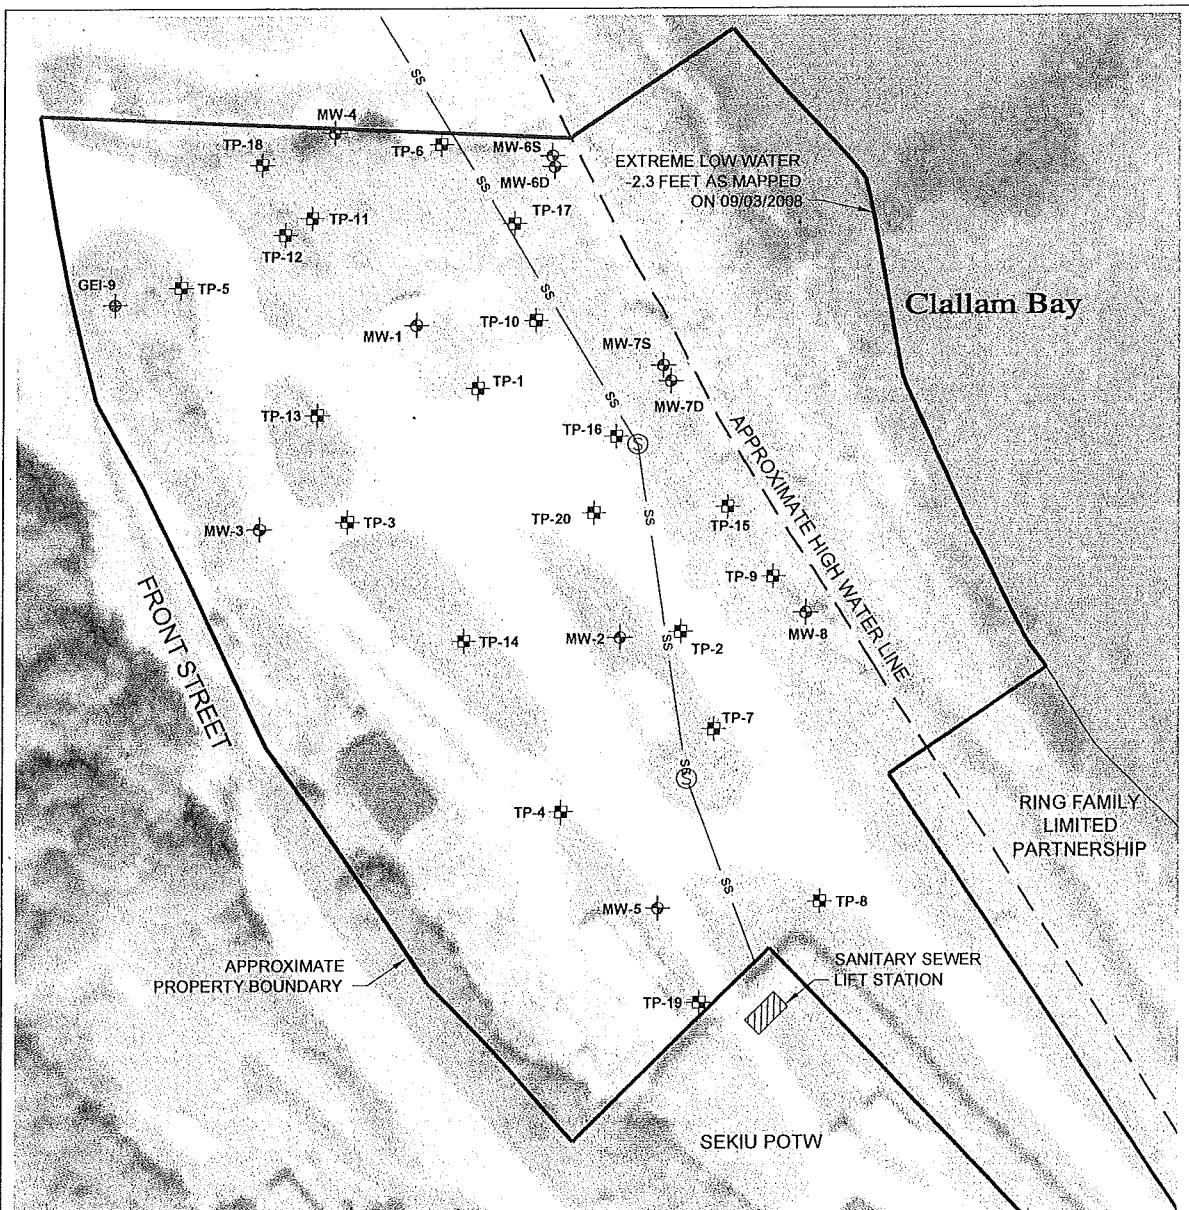 SS
MW-4
TP-18
TP-6
MW-6S
MW-6D
SS
EXTREME LOW WATER
-2.3 FEET AS MAPPED
ON 09/03/2008
TP-11
TP-17
TP-12
GEI-9
TP-5
SS
Clallam Bay
MW-1
TP-10
MW-7S
TP-1
MW-7D
SS
TP-13
TP-16
S
APPROXIMATE HIGH WATER LINE
MW-3
TP-3
TP-20
SS
TP-15
TP-9
FRONT STREET
TP-14
MW-2
SS
TP-2
MW-8
TP-7
SS
S
TP-4
RING FAMILY
LIMITED
PARTNERSHIP
SS
MW-5
TP-8
APPROXIMATE
PROPERTY BOUNDARY
SANITARY SEWER
LIFT STATION
TP-19
SEKIU POTW